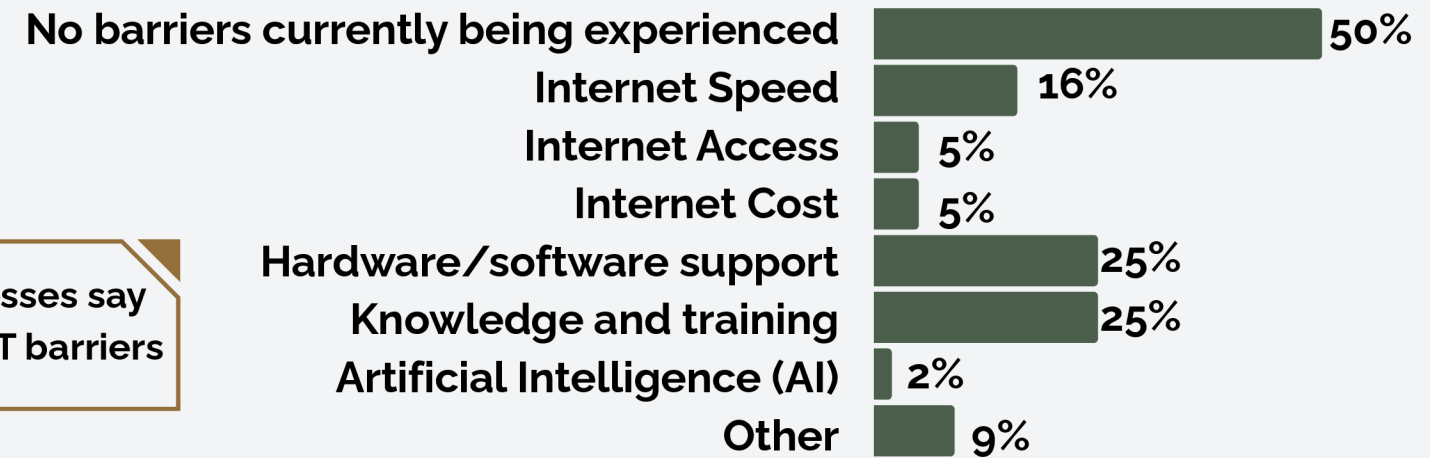 No barriers currently being experienced 50%
Internet Speed 16%
Internet Access 5%
Internet Cost 5%
Hardware/software support 25%
Knowledge and training 25%
Artificial Intelligence (AI) 2%
Other 9%
say
barriers